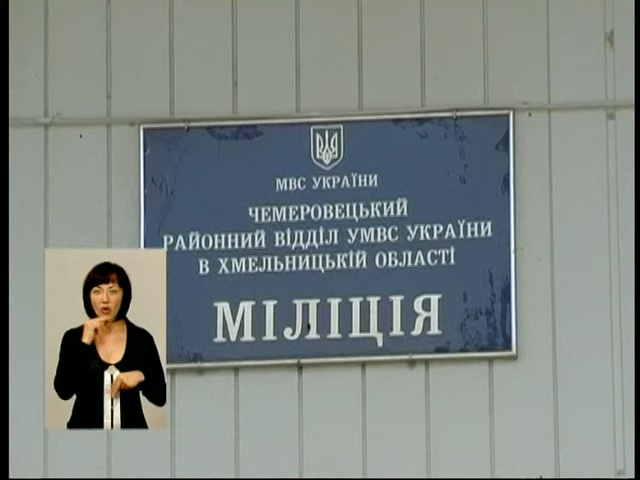 МВС УКРАЇНИ
ЧЕМЕРОВЕЦЬКИЙ
РАЙОННИЙ ВІДДІЛ УМВС УКРАЇНИ
В ХМЕЛЬНИЦЬКІЙ ОБЛАСТІ
МІЛІЦІЯ